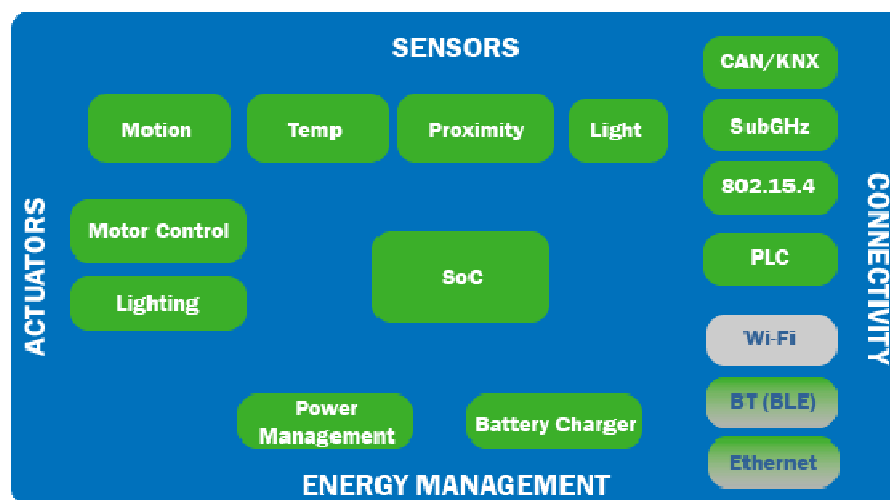 SENSORS
CAN/KNX
Motion
Temp
Proximity
Light
SubGHz
802.15.4
ACTUATORS
Motor Control
Lighting
SoC
PLC
CONNECTIVITY
Wi-Fi
BT (BLE)
Ethernet
Power
Management
Battery Charger
ENERGY MANAGEMENT